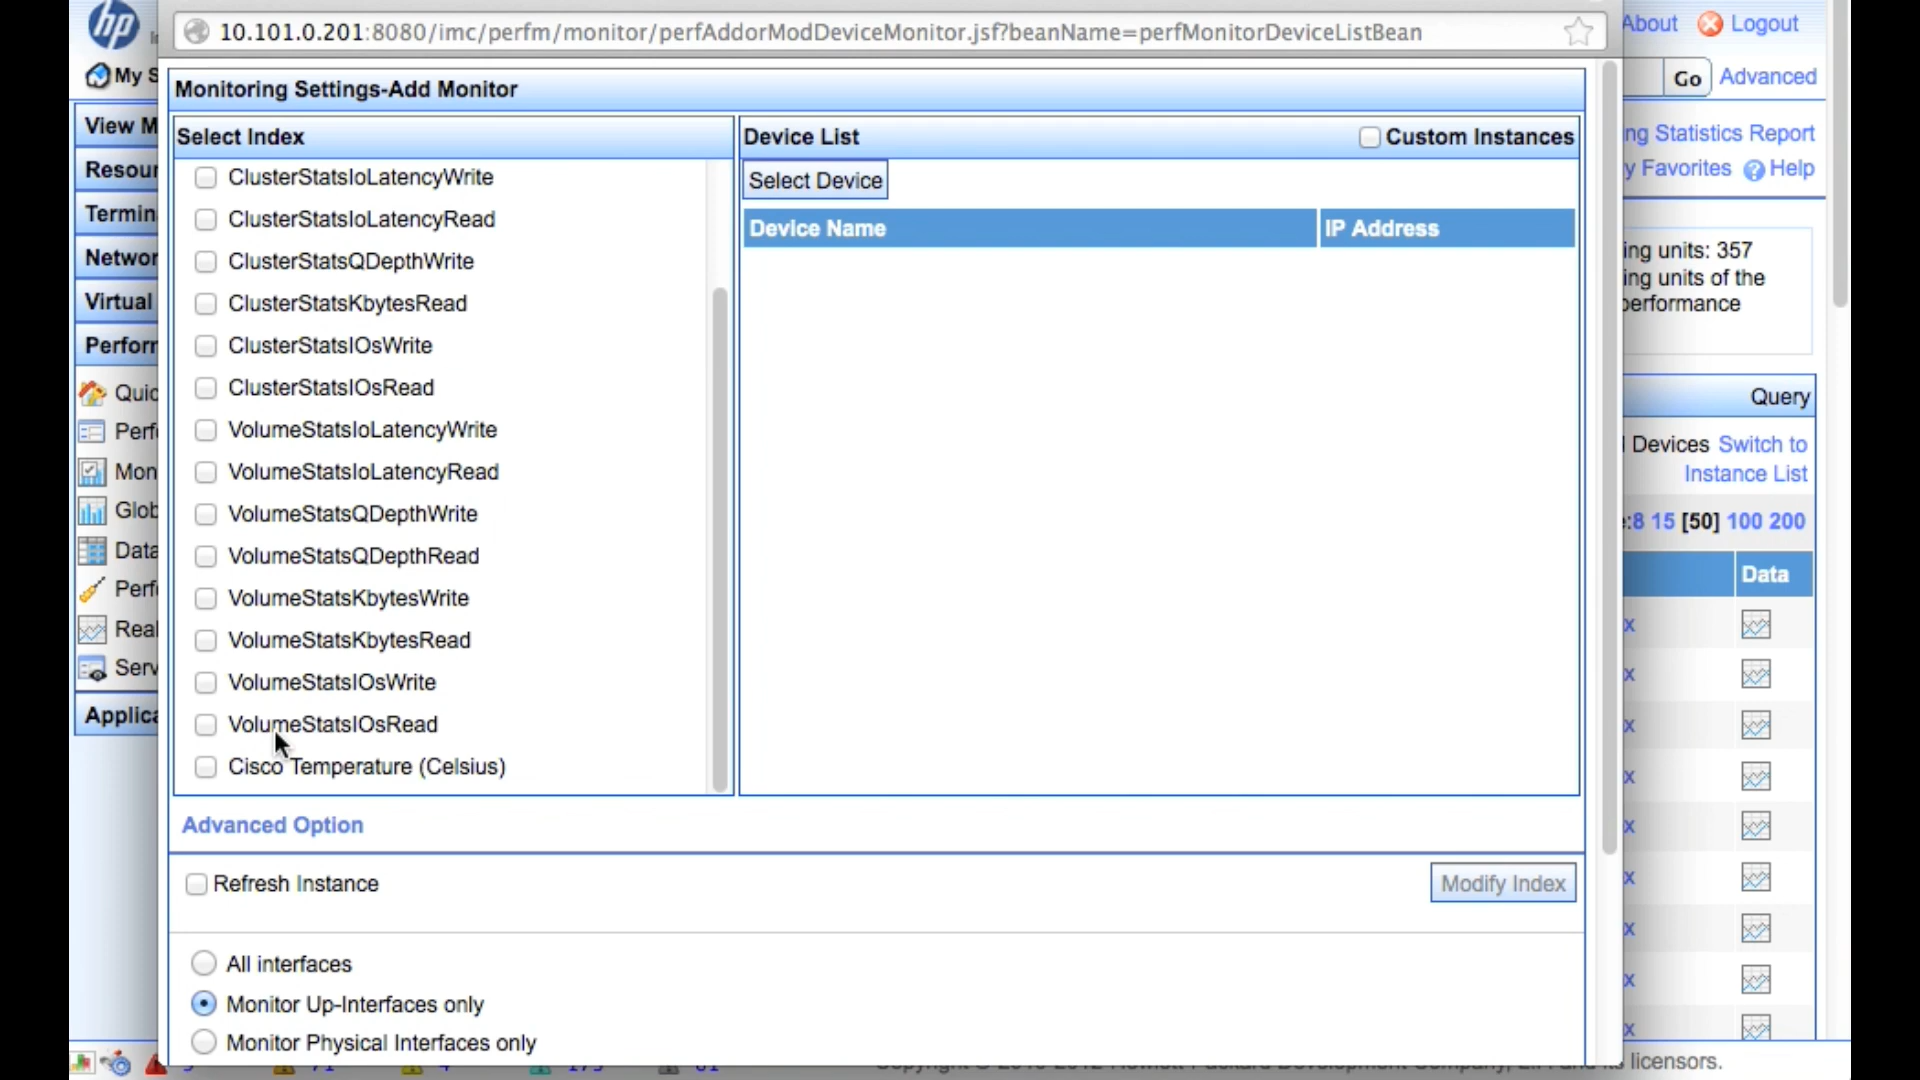 hp
10.101.0.201:8080/imc/perfm/monitor/perfAddorModDeviceMonitor.jsf?beanName=perfMonitorDeviceListBean
About Logout
My S
Go Advanced
Monitoring Settings-Add Monitor
View M
Select Index
Device List
Custom Instances
ng Statistics Report
Resour
ClusterStatsIoLatencyWrite
Select Device
y Favorites Help
Termin
ClusterStatsIoLatencyRead
Device Name IP Address
Networ
ClusterStatsQDepthWrite
ing units: 357
ing units of the
performance
Virtual
ClusterStatsKbytesRead
Perforr
ClusterStatsIOsWrite
Quic
ClusterStatsIOsRead
Query
Perfo
VolumeStatsIoLatencyWrite
Devices Switch to
Instance List
Mon
VolumeStatsIoLatencyRead
Glob
VolumeStatsQDepthWrite
:8 15 [50] 100 200
Data
VolumeStatsQDepthRead
Data
Perfo
VolumeStatsKbytesWrite
x
Real
VolumeStatsKbytesRead
Serv
VolumeStatsIOsWrite
x
Applica
VolumeStatsIOsRead
x
Cisco Temperature (Celsius)
x
Advanced Option
x
Refresh Instance
Modify Index
x
x
All interfaces
x
Monitor Up-Interfaces only
x
Monitor Physical Interfaces only
licensors.